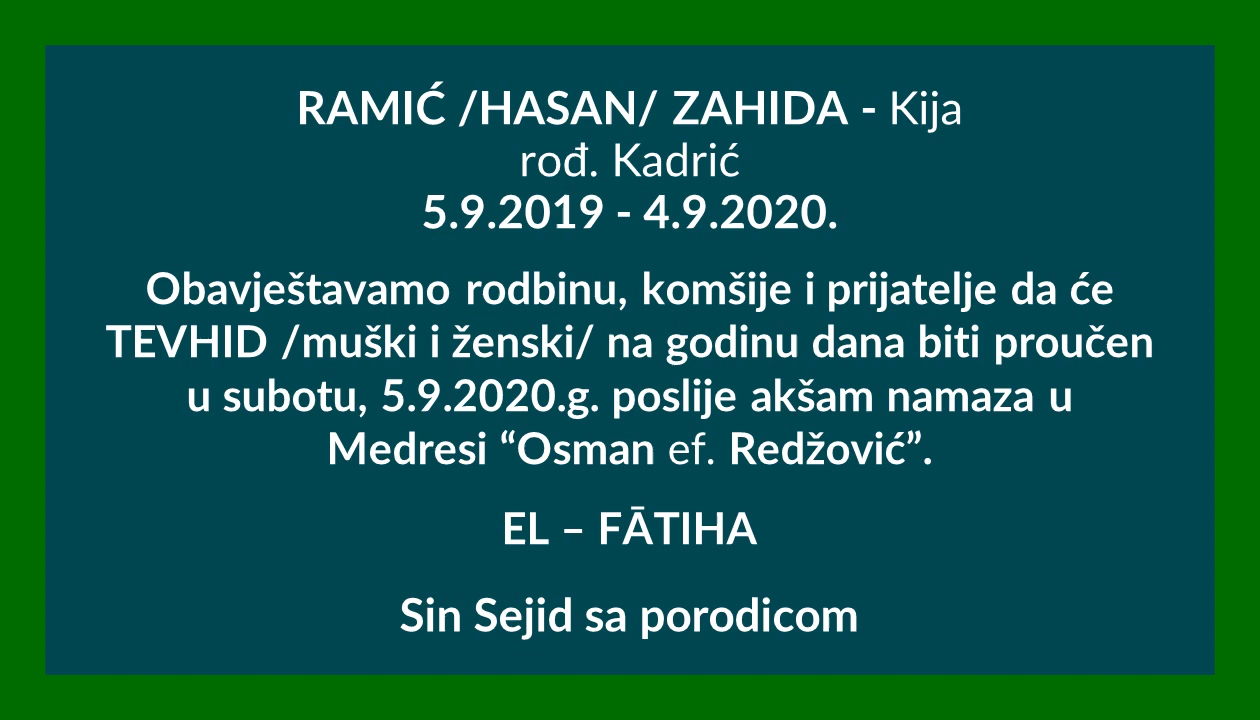 RAMIĆ /HASAN/ ZAHIDA - Kija
rođ. Kadrić
5.9.2019 - 4.9.2020.
Obavještavamo rodbinu, komšije i prijatelje da će
TEVHID /muški i ženski/ na godinu dana biti proučen
u subotu, 5.9.2020.g. poslije akšam namaza u
Medresi “Osman ef. Redžović”.
EL – FĀTIHA
Sin Sejid sa porodicom